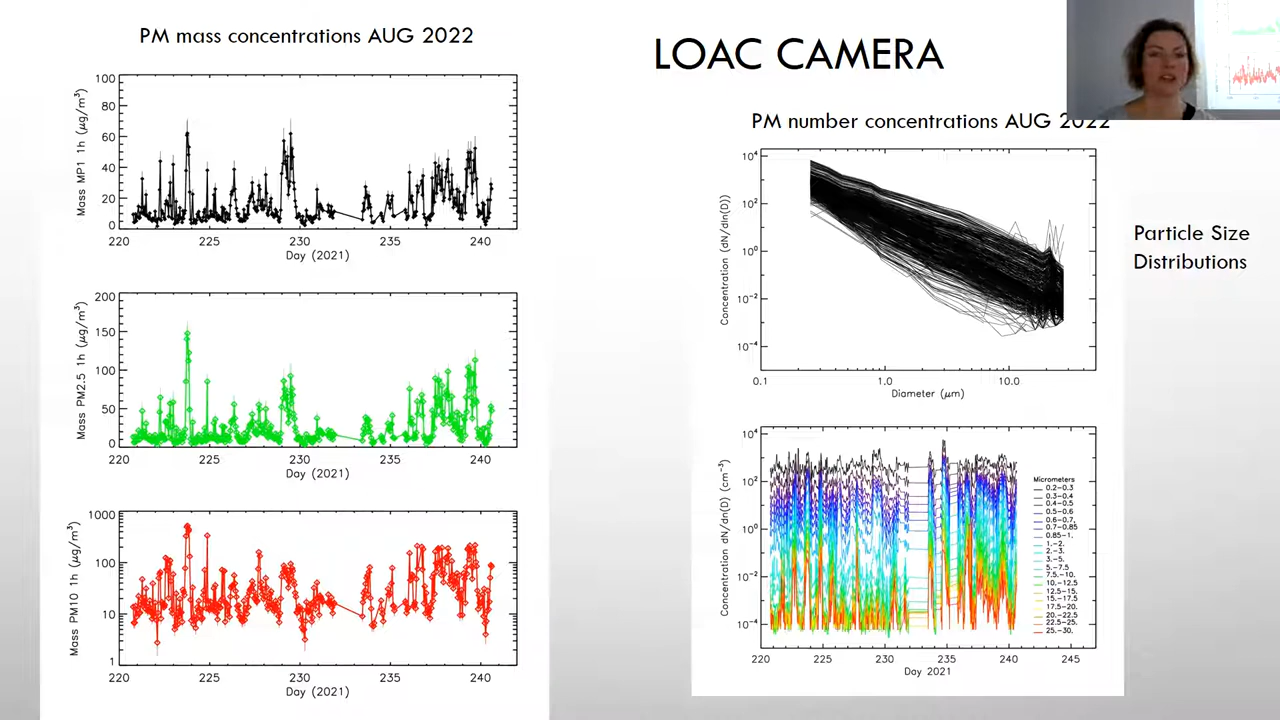 PM mass concentrations AUG 2022
100
80
60
40
20
0
Mass MP1 1h (μg/m³)
220 225 230 235 240
Day (2021)
200
150
100
50
0
Mass PM2.5 1h (μg/m³)
220 225 230 235 240
Day (2021)
1000
100
10
1
Mass PM10 1h (μg/m³)
220 225 230 235 240
Day (2021)
LOAC CAMERA
PM number concentrations AUG 2022
10⁴
10²
10⁰
10⁻²
10⁻⁴
Concentration (dN/dln(D))
0.1 1.0 10.0
Diameter (μm)
Particle Size
Distributions
10⁴
10²
10⁰
10⁻²
10⁻⁴
Concentration dN/dn(D) (cm⁻³)
220 225 230 235 240 245
Day 2021
Micrometers
0.2-0.3
0.3-0.4
0.4-0.5
0.5-0.6
0.6-0.7.
0.7-0.85
0.85-1.
1.-2.
2.-3.
3.-5.
5.-7.5
7.5.-10.
10.-12.5
12.5-15.
15.-17.5
17.5-20.
20.-22.5
22.5-25.
25.-30.